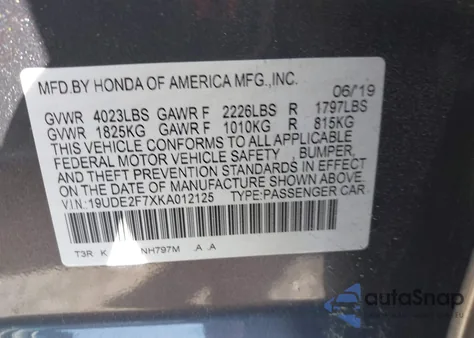 MFD.BY HONDA OF AMERICA MFG.,INC.
06/19
GVWR 4023LBS GAWR F 2226LBS R 1797LBS
GVWR 1825KG GAWR F 1010KG R 815KG
THIS VEHICLE CONFORMS TO ALL APPLICABLE
FEDERAL MOTOR VEHICLE SAFETY , BUMPER,
AND THEFT PREVENTION STANDARDS IN EFFECT
ON THE DATE OF MANUFACTURE SHOWN ABOVE.
V.I.N:19UDE2F7XKA012125 TYPE:PASSENGER CAR
T3R K NH797M .A .A
autoSnap